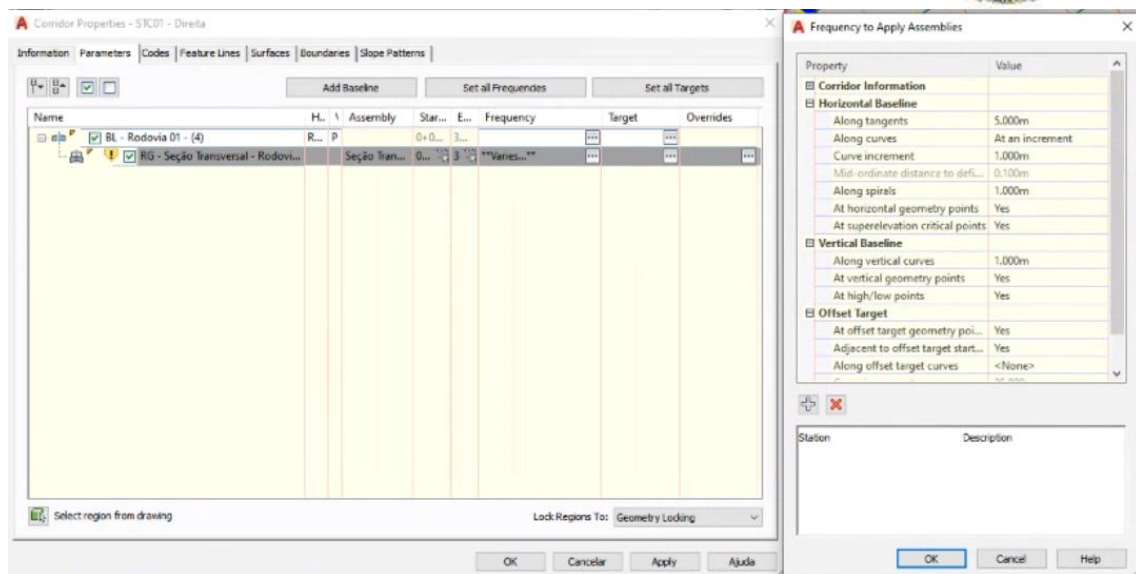 Corridor Properties - STC01 - Direita
Information Parameters Codes Feature Lines Surfaces Boundaries Slope Patterns
Add Baseline Set all Frequencies Set all Targets
Name H.. Assembly Star... E... Frequency Target Overrides
BL - Rodovia 01 - (4) R... P 0+0... 3...
RG - Seção Transversal - Rodovi... Seção Tran... 0... 3 **Varies...**
Select region from drawing Lock Regions To: Geometry Locking
OK Cancelar Apply Ajuda
Frequency to Apply Assemblies
Property Value
Corridor Information
Horizontal Baseline
Along tangents 5.000m
Along curves At an increment
Curve increment 1.000m
Mid-ordinate distance to defi... 0.100m
Along spirals 1.000m
At horizontal geometry points Yes
At superelevation critical points Yes
Vertical Baseline
Along vertical curves 1.000m
At vertical geometry points Yes
At high/low points Yes
Offset Target
At offset target geometry poi... Yes
Adjacent to offset target start... Yes
Along offset target curves <None>
Station Description
OK Cancel Help